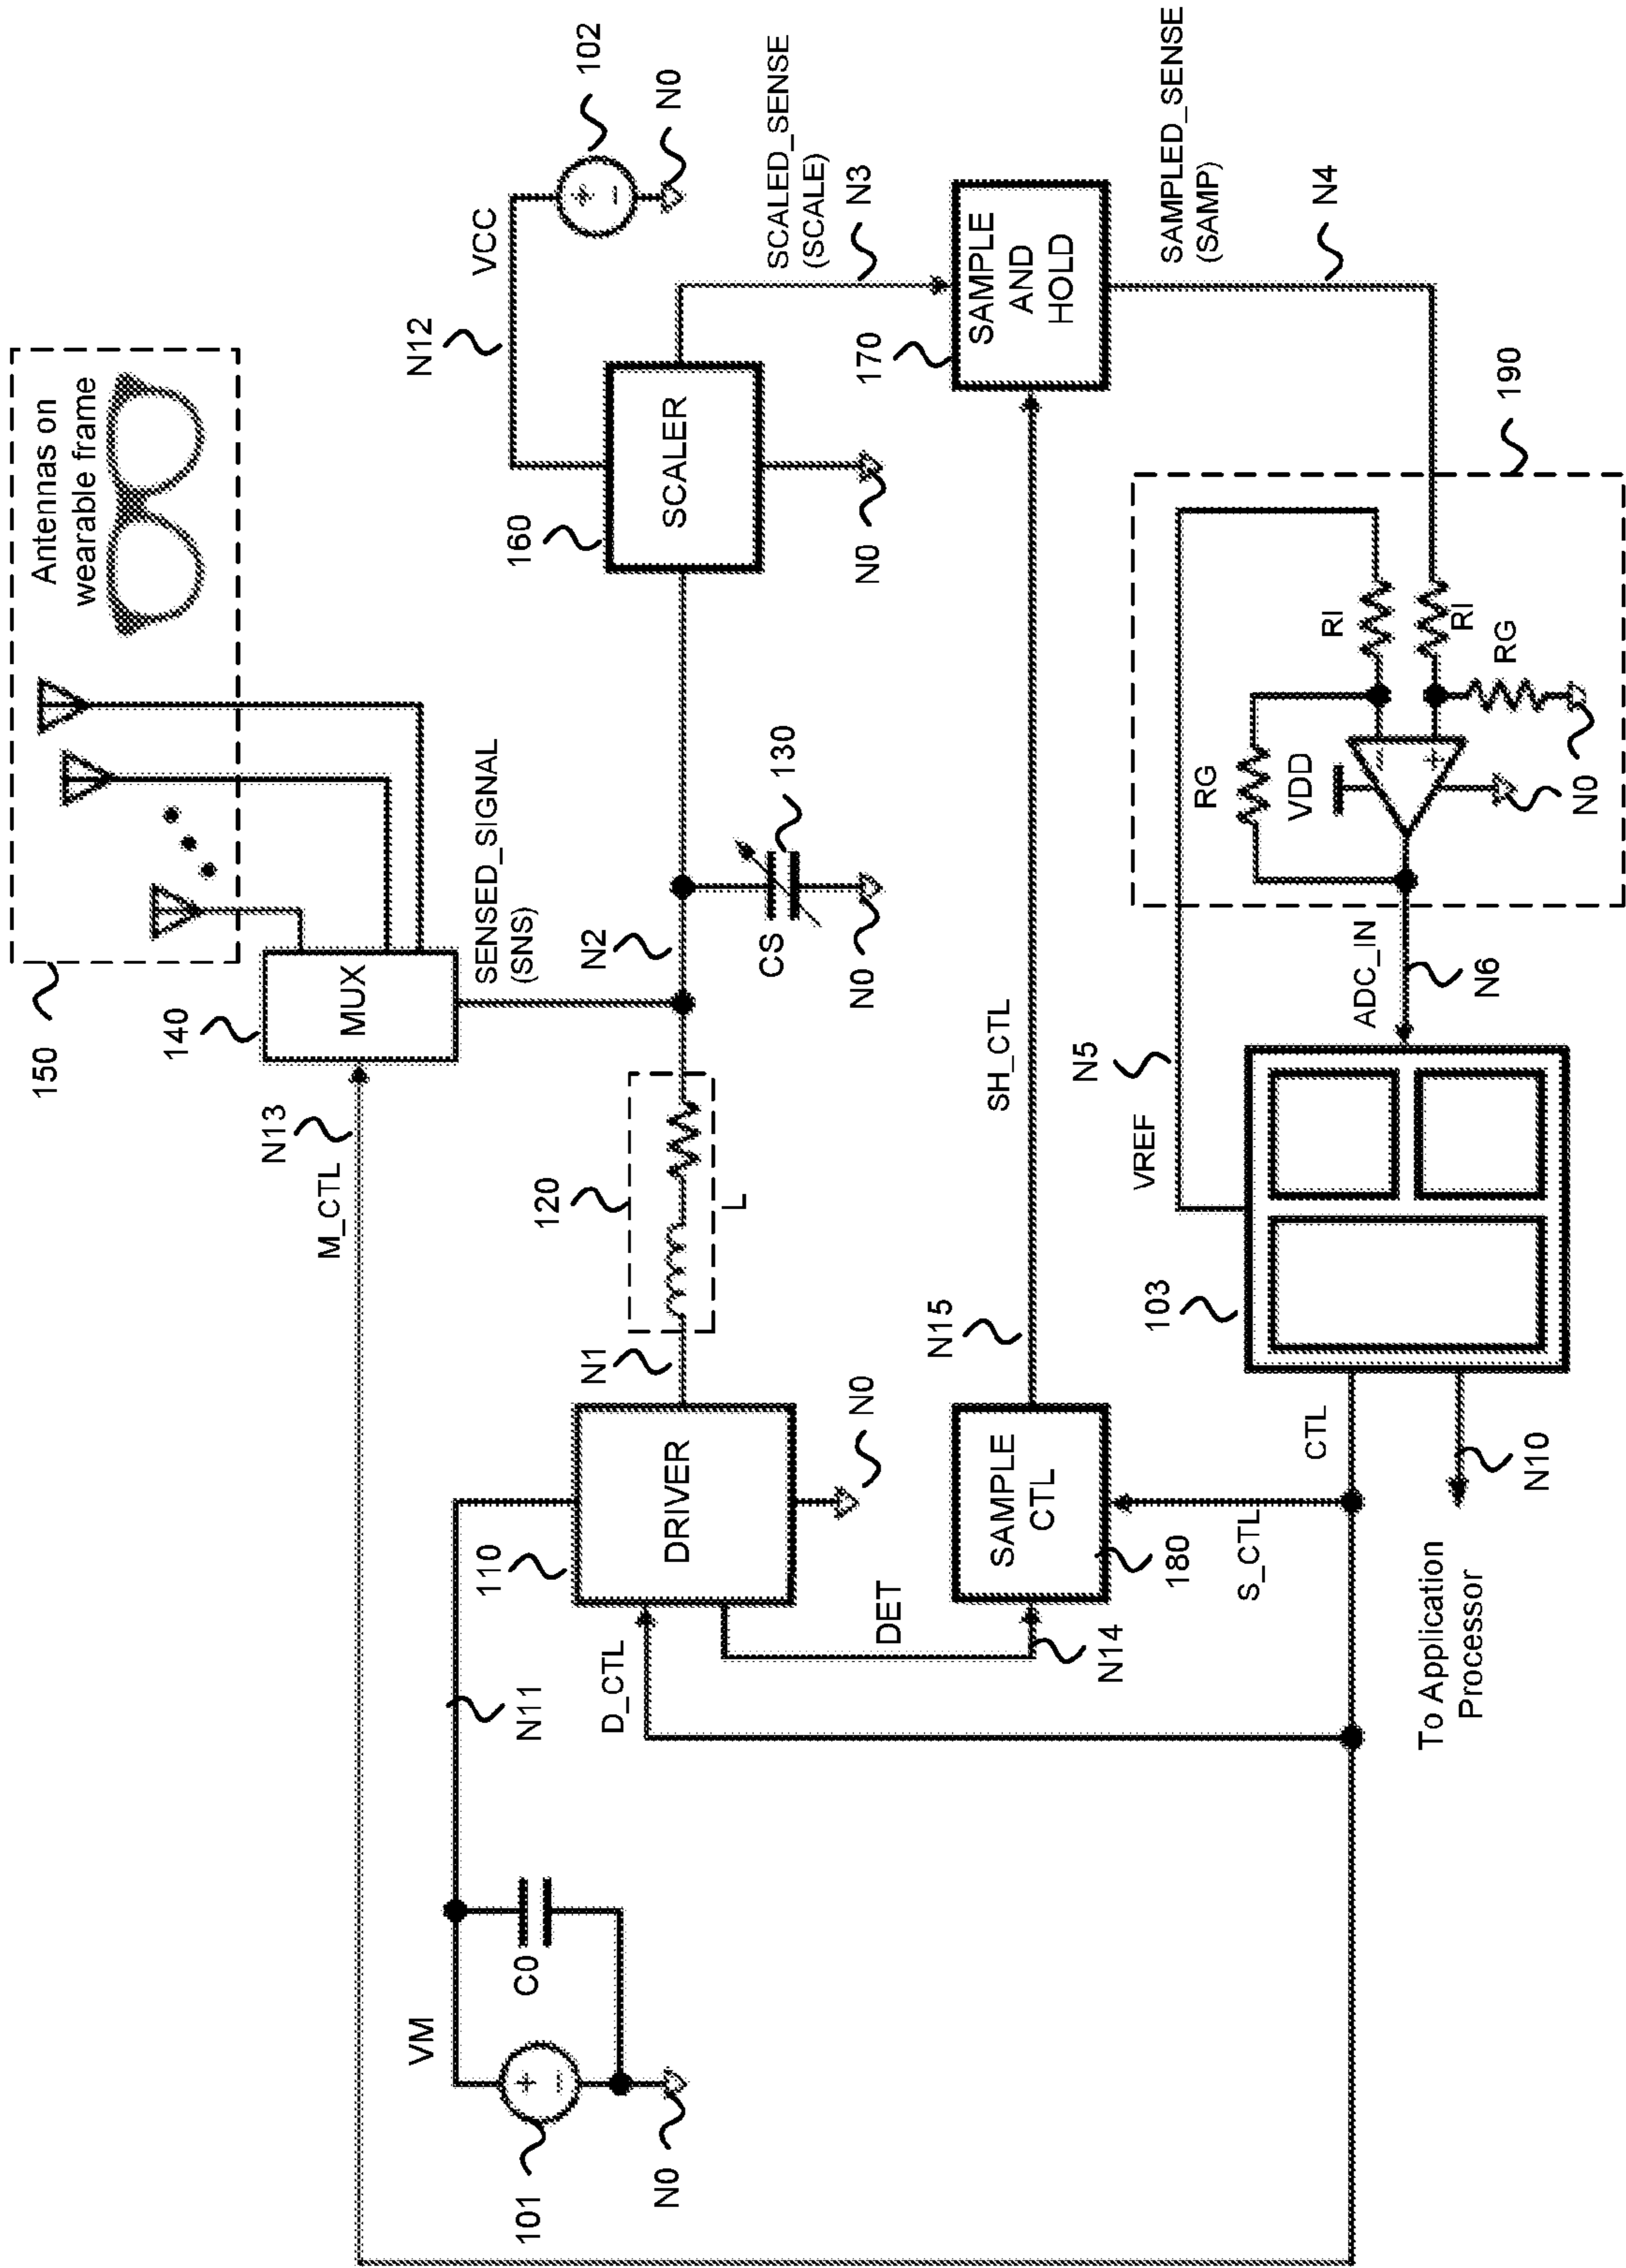 150
Antennas on
wearable frame
140
MUX
N13
M_CTL
SENSED_SIGNAL
(SNS)
N12
VCC
102
+
−
N0
VM
N11
101
+
−
C0
N0
110
DRIVER
D_CTL
DET
N0
N1
120
L
N2
CS
130
N0
160
SCALER
N0
SCALED_SENSE
(SCALE)
N3
N14
SAMPLE
CTL
180
N15
SH_CTL
170
SAMPLE
AND
HOLD
SAMPLED_SENSE
(SAMP)
N4
S_CTL
CTL
103
VREF
N5
190
RG
VDD
RI
RI
RG
−
+
N0
ADC_IN
N6
N10
To Application
Processor